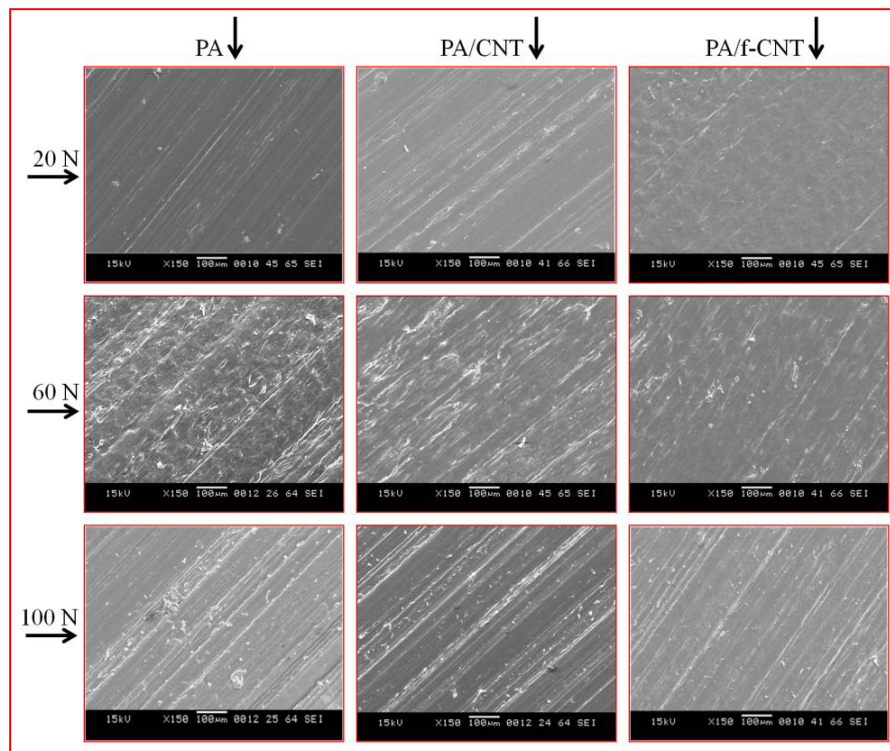 PA PA/CNT PA/f-CNT
20 N
15kV X150 100µm 0010 45 65 SEI
15kV X150 100µm 0010 41 66 SEI
15kV X150 100µm 0010 45 65 SEI
60 N
15kV X150 100µm 0012 26 64 SEI
15kV X150 100µm 0010 45 65 SEI
15kV X150 100µm 0010 41 66 SEI
100 N
15kV X150 100µm 0012 25 64 SEI
15kV X150 100µm 0012 24 64 SEI
15kV X150 100µm 0010 41 66 SEI